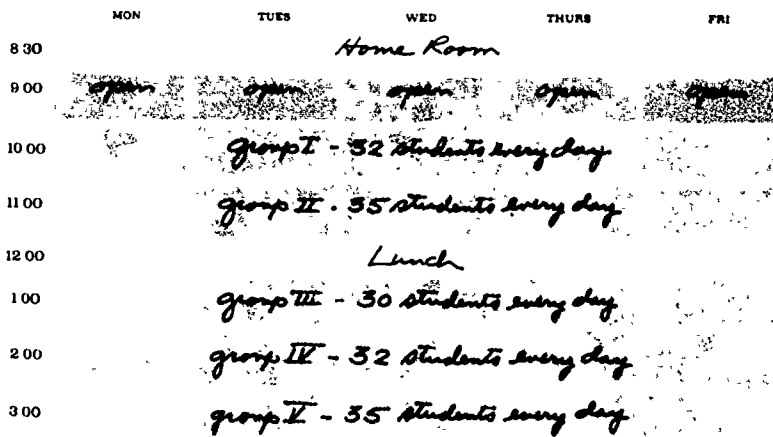 MON TUES WED THURS FRI
8 30 Home Room
9 00 open open open open open
10 00 group I - 32 students every day
11 00 group II - 35 students every day
12 00 Lunch
1 00 group III - 30 students every day
2 00 group IV - 32 students every day
3 00 group V - 35 students every day